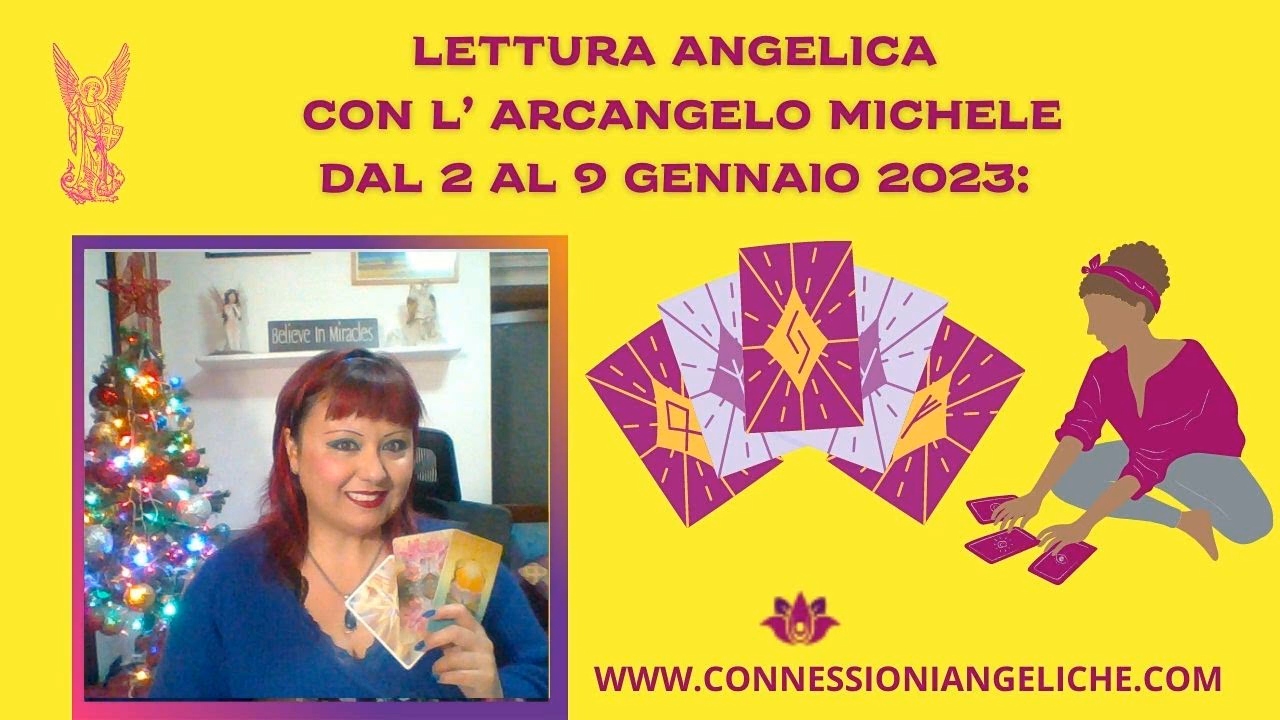 LETTURA ANGELICA
CON L' ARCANGELO MICHELE
DAL 2 AL 9 GENNAIO 2023:
Believe In Miracles
WWW.CONNESSIONIANGELICHE.COM